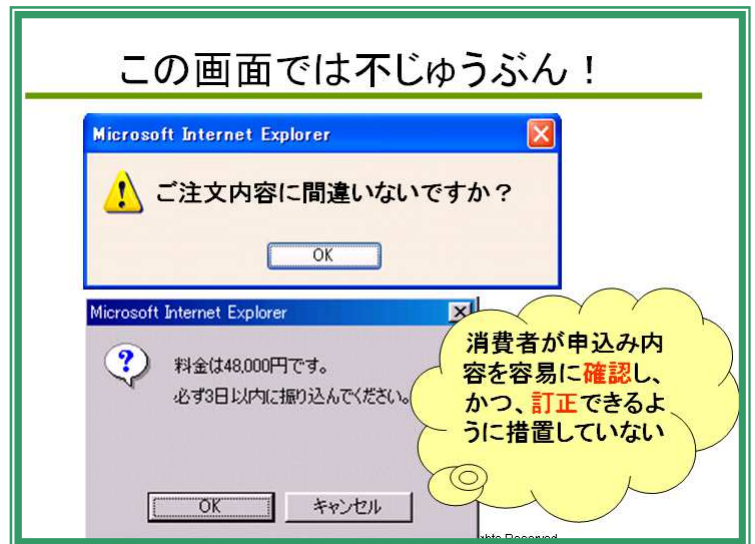 この画面では不じゅうぶん！
Microsoft Internet Explorer
ご注文内容に間違いないですか？
OK
Microsoft Internet Explorer
料金は48,000円です。
必ず3日以内に振り込んでください。
OK キャンセル
消費者が申込み内
容を容易に確認し、
かつ、訂正できるよ
うに措置していない
Reserved